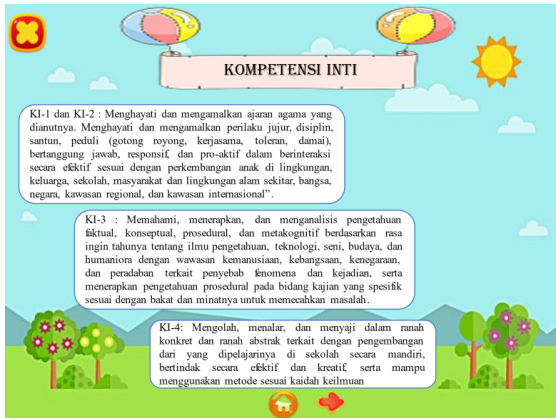 KOMPETENSI INTI
KI-1 dan KI-2 : Menghayati dan mengamalkan ajaran agama yang
dianutnya. Menghayati dan mengamalkan perilaku jujur, disiplin,
santun, peduli (gotong royong, kerjasama, toleran, damai),
bertanggung jawab, responsif, dan pro-aktif dalam berinteraksi
secara efektif sesuai dengan perkembangan anak di lingkungan,
keluarga, sekolah, masyarakat dan lingkungan alam sekitar, bangsa,
negara, kawasan regional, dan kawasan internasional”.
KI-3 : Memahami, menerapkan, dan menganalisis pengetahuan
faktual, konseptual, prosedural, dan metakognitif berdasarkan rasa
ingin tahunya tentang ilmu pengetahuan, teknologi, seni, budaya, dan
humaniora dengan wawasan kemanusiaan, kebangsaan, kenegaraan,
dan peradaban terkait penyebab fenomena dan kejadian, serta
menerapkan pengetahuan prosedural pada bidang kajian yang spesifik
sesuai dengan bakat dan minatnya untuk memecahkan masalah.
KI-4: Mengolah, menalar, dan menyaji dalam ranah
konkret dan ranah abstrak terkait dengan pengembangan
dari yang dipelajarinya di sekolah secara mandiri,
bertindak secara efektif dan kreatif, serta mampu
menggunakan metode sesuai kaidah keilmuan